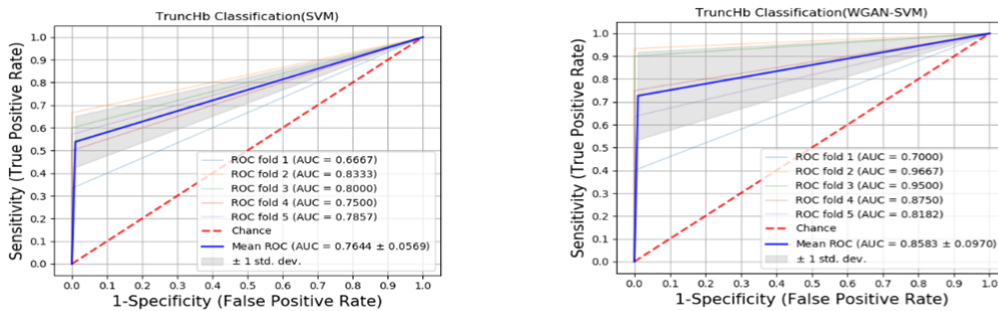 TruncHb Classification(SVM)
Sensitivity (True Positive Rate)
1.0
0.9
0.8
0.7
0.6
0.5
0.4
0.3
0.2
0.1
0.0
ROC fold 1 (AUC = 0.6667)
ROC fold 2 (AUC = 0.8333)
ROC fold 3 (AUC = 0.8000)
ROC fold 4 (AUC = 0.7500)
ROC fold 5 (AUC = 0.7857)
Chance
Mean ROC (AUC = 0.7644 ± 0.0569)
± 1 std. dev.
0.0 0.1 0.2 0.3 0.4 0.5 0.6 0.7 0.8 0.9 1.0
1-Specificity (False Positive Rate)
TruncHb Classification(WGAN-SVM)
Sensitivity (True Positive Rate)
1.0
0.9
0.8
0.7
0.6
0.5
0.4
0.3
0.2
0.1
0.0
ROC fold 1 (AUC = 0.7000)
ROC fold 2 (AUC = 0.9667)
ROC fold 3 (AUC = 0.9500)
ROC fold 4 (AUC = 0.8750)
ROC fold 5 (AUC = 0.8182)
Chance
Mean ROC (AUC = 0.8583 ± 0.0970)
± 1 std. dev.
0.0 0.1 0.2 0.3 0.4 0.5 0.6 0.7 0.8 0.9 1.0
1-Specificity (False Positive Rate)